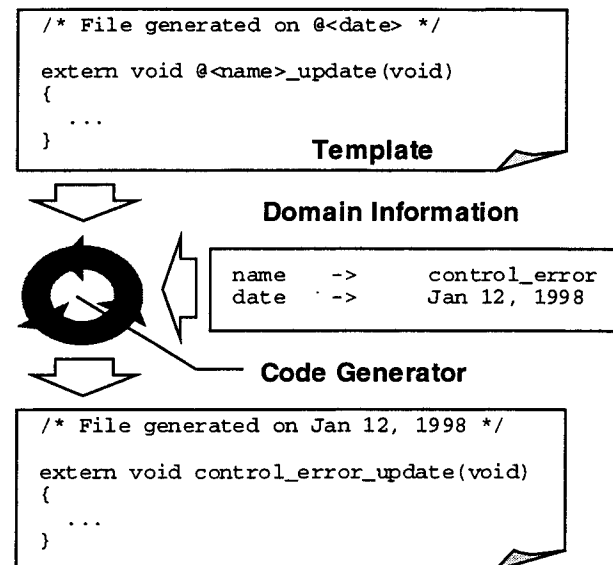 /* File generated on @<date> */
extern void @<name>_update(void)
{
...
}
Template
Domain Information
name -> control_error
date -> Jan 12, 1998
Code Generator
/* File generated on Jan 12, 1998 */
extern void control_error_update(void)
{
...
}